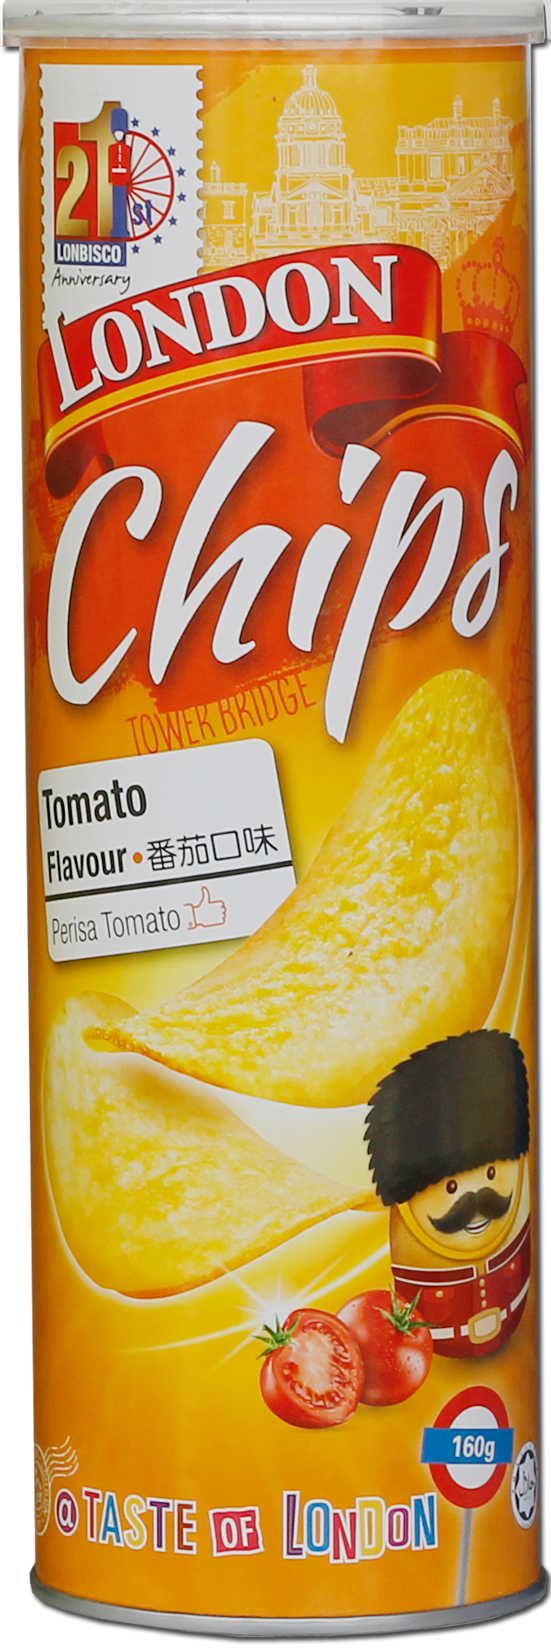 21st
LONBISCO
Anniversary
LONDON
Chips
TOWER BRIDGE
Tomato
Flavour • 番茄口味
Perisa Tomato
160g
@ TASTE OF LONDON